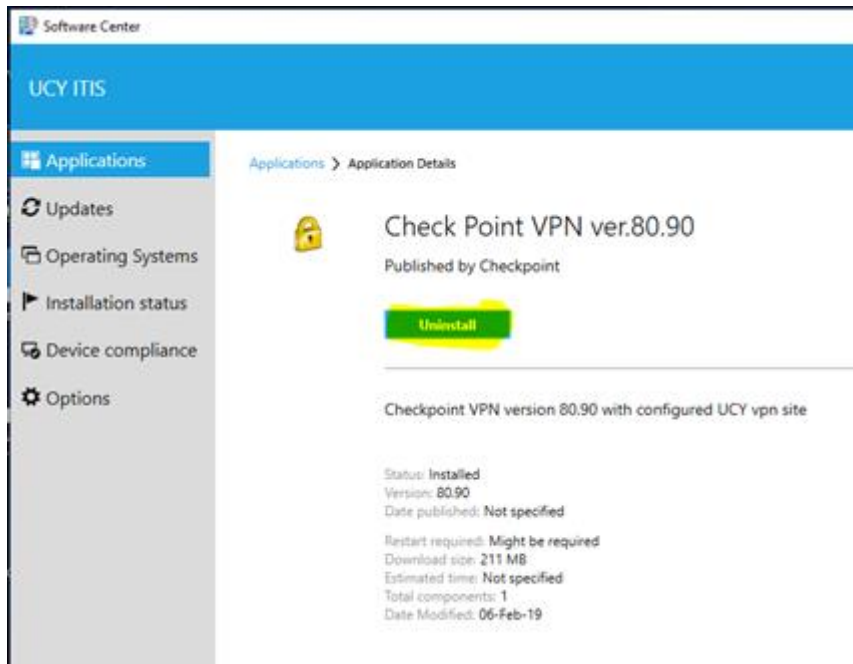 Software Center
UCY ITIS
Applications
Updates
Operating Systems
Installation status
Device compliance
Options
Applications > Application Details
Check Point VPN ver.80.90
Published by Checkpoint
Uninstall
Checkpoint VPN version 80.90 with configured UCY vpn site
Status: Installed
Version: 80.90
Date published: Not specified
Restart required: Might be required
Download size: 211 MB
Estimated time: Not specified
Total components: 1
Date Modified: 06-Feb-19